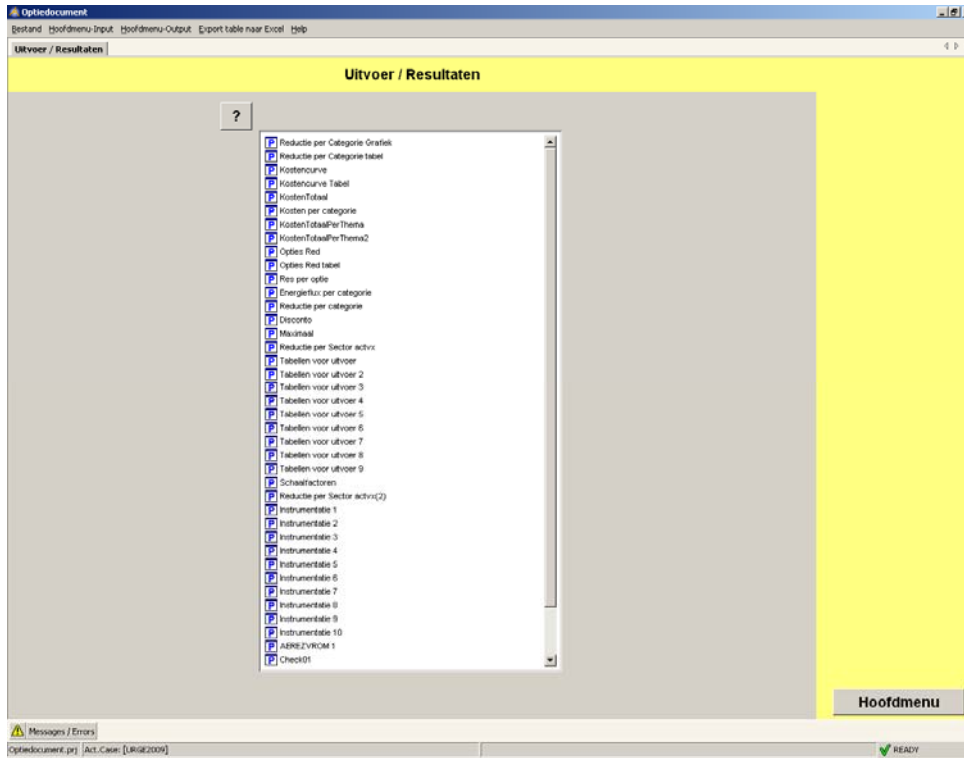 Optiedocument
Bestand Hoofdmenu-Input Hoofdmenu-Output Export table naar Excel Help
Uitvoer / Resultaten
Uitvoer / Resultaten
?
Reductie per Categorie Grafiek
Reductie per Categorie tabel
Kostencurve
Kostencurve Tabel
KostenTotaal
Kosten per categorie
KostenTotaalPerThema
KostenTotaalPerThema2
Opties Red
Opties Red tabel
Res per optie
Energieflux per categorie
Reductie per categorie
Disconto
Maximaal
Reductie per Sector actvx
Tabellen voor uitvoer
Tabellen voor uitvoer 2
Tabellen voor uitvoer 3
Tabellen voor uitvoer 4
Tabellen voor uitvoer 5
Tabellen voor uitvoer 6
Tabellen voor uitvoer 7
Tabellen voor uitvoer 8
Tabellen voor uitvoer 9
Schaalfactoren
Reductie per Sector actvx(2)
Instrumentatie 1
Instrumentatie 2
Instrumentatie 3
Instrumentatie 4
Instrumentatie 5
Instrumentatie 6
Instrumentatie 7
Instrumentatie 8
Instrumentatie 9
Instrumentatie 10
AEREZVROM 1
Check01
Hoofdmenu
Messages / Errors
Optiedocument.prj Act.Case: [URGE2009] READY